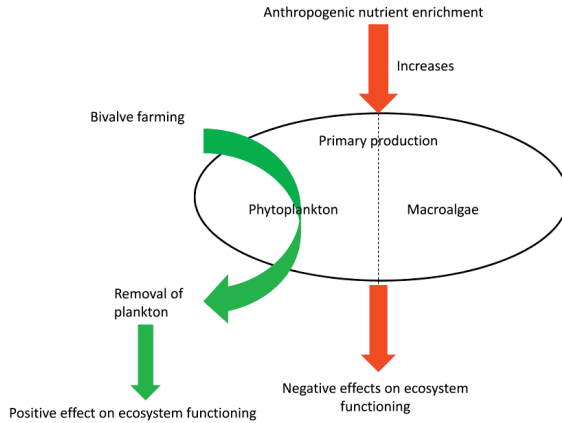 Anthropogenic nutrient enrichment
Increases
Bivalve farming
Primary production
Phytoplankton
Macroalgae
Removal of
plankton
Negative effects on ecosystem
functioning
Positive effect on ecosystem functioning